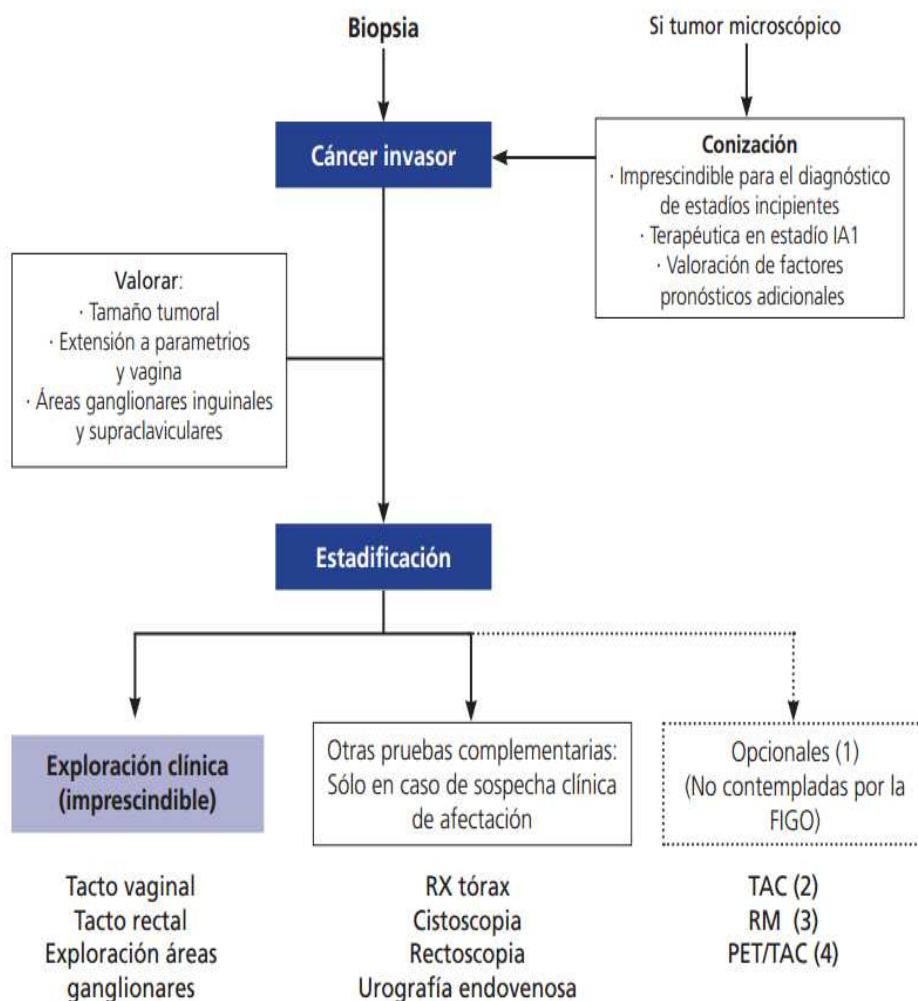 Biopsia
Si tumor microscópico
Cáncer invasor
Conización
· Imprescindible para el diagnóstico
de estadíos incipientes
· Terapéutica en estadío IA1
· Valoración de factores
pronósticos adicionales
Valorar:
· Tamaño tumoral
· Extensión a parametrios
y vagina
· Áreas ganglionares inguinales
y supraclaviculares
Estadificación
Exploración clínica
(imprescindible)
Tacto vaginal
Tacto rectal
Exploración áreas
ganglionares
Otras pruebas complementarias:
Sólo en caso de sospecha clínica
de afectación
RX tórax
Cistoscopia
Rectoscopia
Urografía endovenosa
Opcionales (1)
(No contempladas por la
FIGO)
TAC (2)
RM (3)
PET/TAC (4)